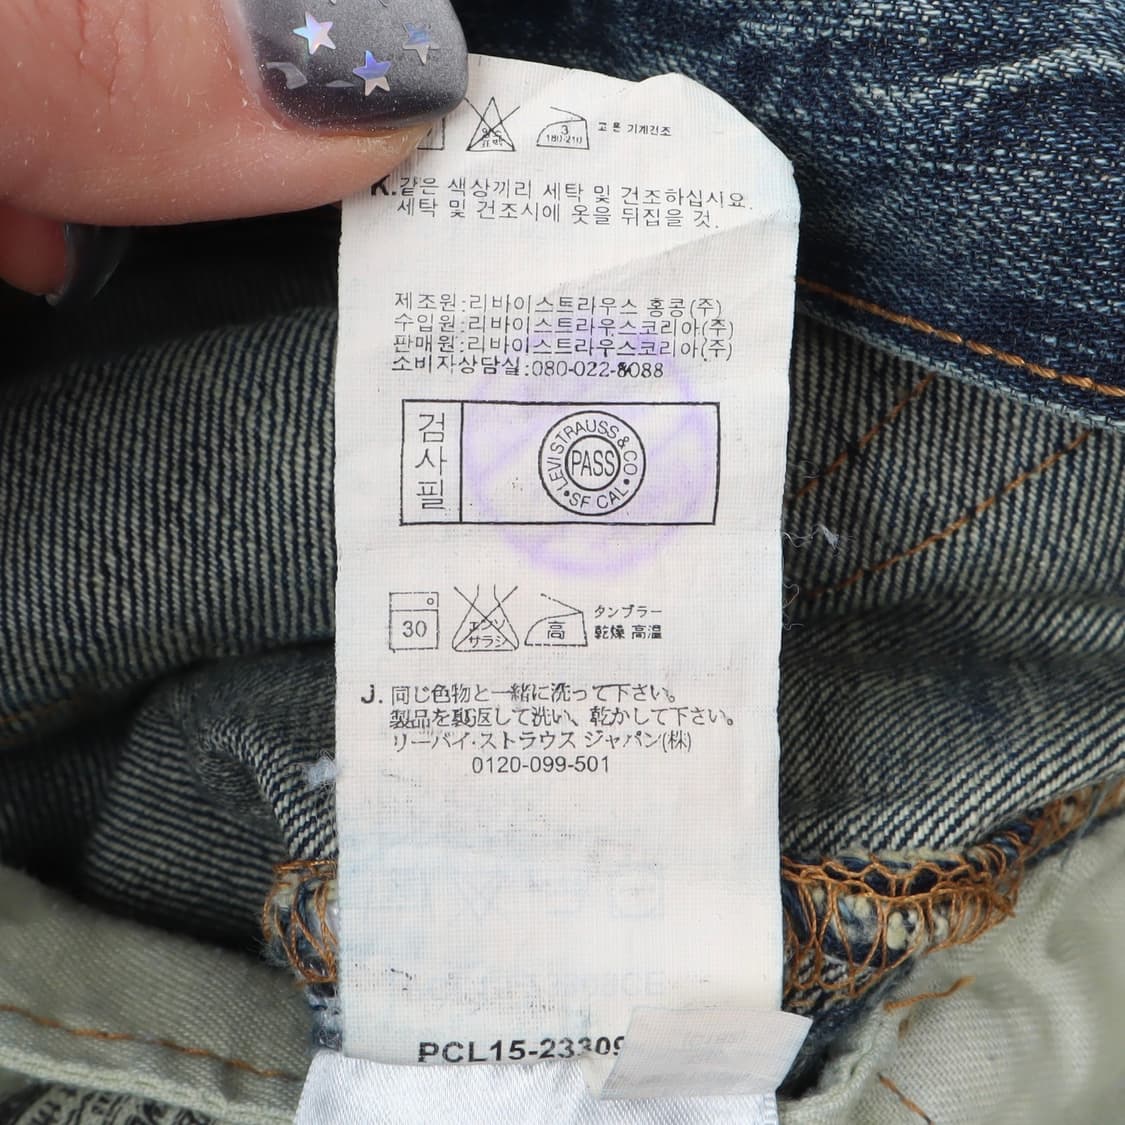 3
180-210
고 온 기계건조
K. 같은 색상끼리 세탁 및 건조하십시요.
세탁 및 건조시에 옷을 뒤집을 것.
제조원:리바이스트라우스 홍콩(주)
수입원:리바이스트라우스코리아(주)
판매원:리바이스트라우스코리아(주)
소비자상담실:080-022-8088
검사필
LEVI STRAUSS & CO
PASS
SF CAL
30
エンソ
サラシ
高
タンブラー
乾燥 高温
J. 同じ色物と一緒に洗って下さい。
製品を裏返して洗い、乾かして下さい。
リーバイ·ストラウス ジャパン(株)
0120-099-501
PCL15-23309